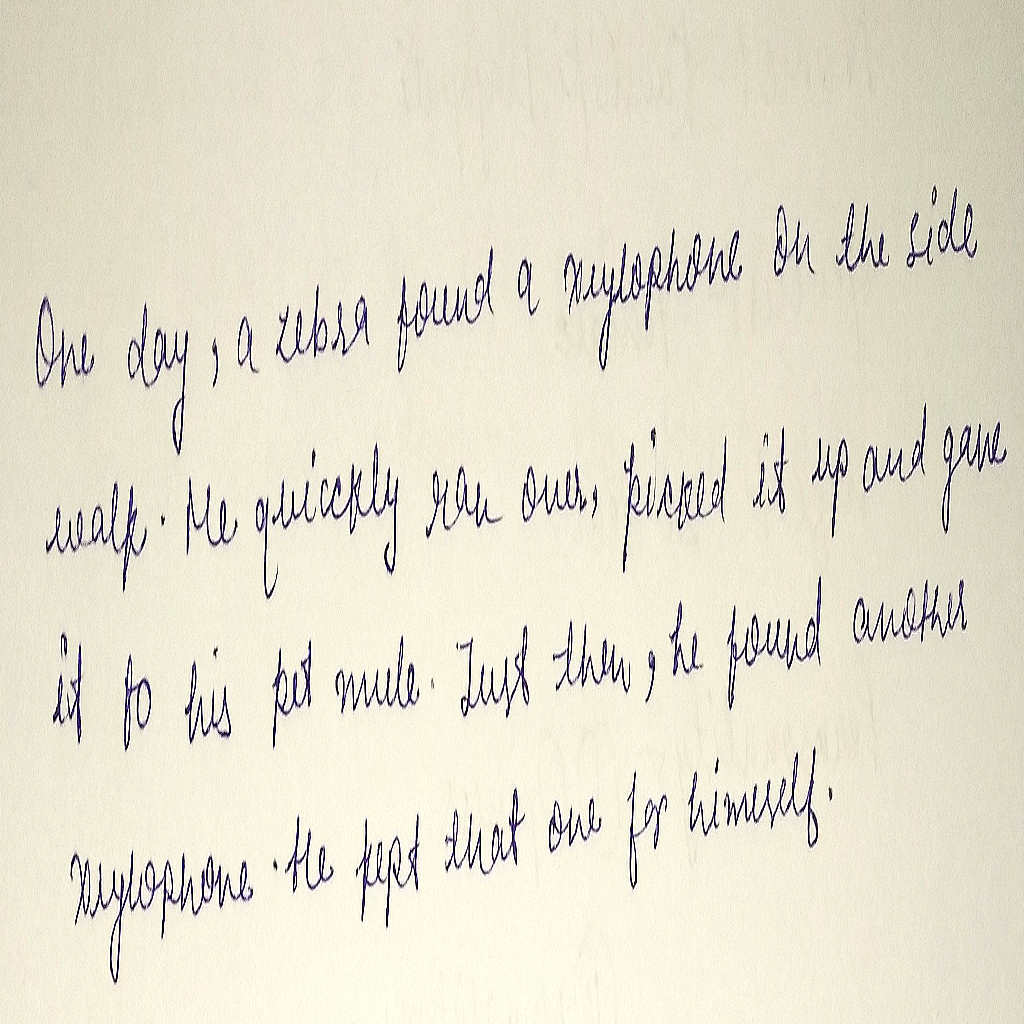 One day, a zebra found a xylophone on the side
walk. He quickly ran over, picked it up and gave
it to his pet mule. Just then, he found another
xylophone. He kept that one for himself.